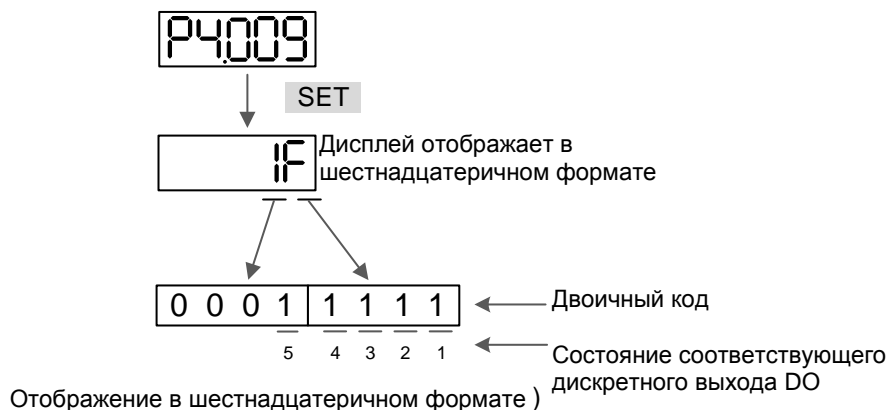 P4.009
SET
1F
Дисплей отображает в
шестнадцатеричном формате
0 0 0 1 1 1 1 1
Двоичный код
5 4 3 2 1
Состояние соответствующего
дискретного выхода DO
Отображение в шестнадцатеричном формате )